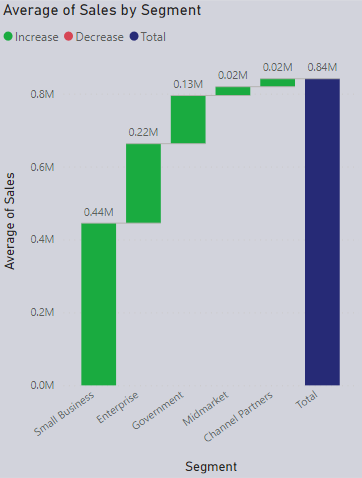 Average of Sales by Segment
Increase Decrease Total
0.02M 0.02M 0.84M
0.13M
0.8M
0.22M
0.6M
0.44M
0.4M
0.2M
0.0M
Average of Sales
Small Business Enterprise Government Midmarket Channel Partners Total
Segment